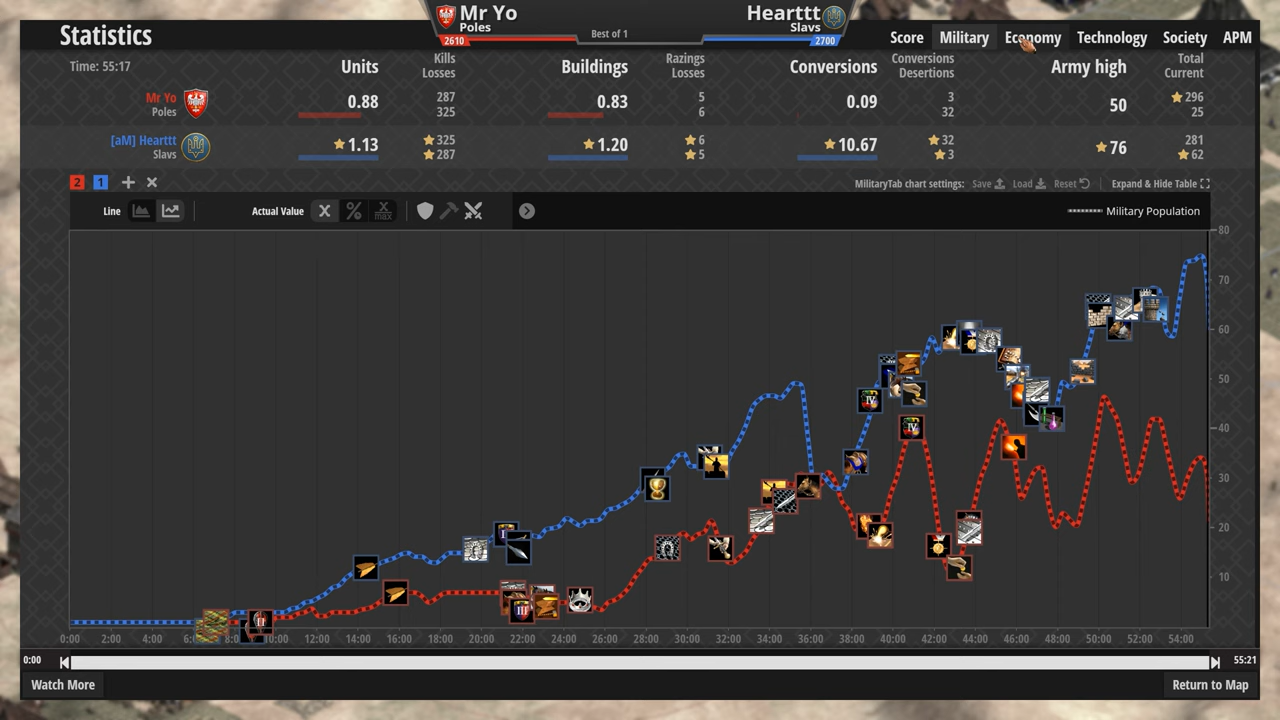 Mr Yo
Poles
2610
Best of 1
Hearttt
Slavs
2700
Statistics
Score
Military
Economy
Technology
Society
APM
Time: 55:17
Units
Kills
Losses
Buildings
Razings
Losses
Conversions
Conversions
Desertions
Army high
Total
Current
Mr Yo
Poles
0.88
287
325
0.83
5
6
0.09
3
32
50
296
25
[aM] Hearttt
Slavs
1.13
325
287
1.20
6
5
10.67
32
3
76
281
62
2
1
MilitaryTab chart settings:
Save
Load
Reset
Expand & Hide Table
Line
Actual Value
X
%
X
max
Military Population
80
70
60
50
40
30
20
10
0:00
2:00
4:00
6:00
8:00
10:00
12:00
14:00
16:00
18:00
20:00
22:00
24:00
26:00
28:00
30:00
32:00
34:00
36:00
38:00
40:00
42:00
44:00
46:00
48:00
50:00
52:00
54:00
0:00
55:21
Watch More
Return to Map